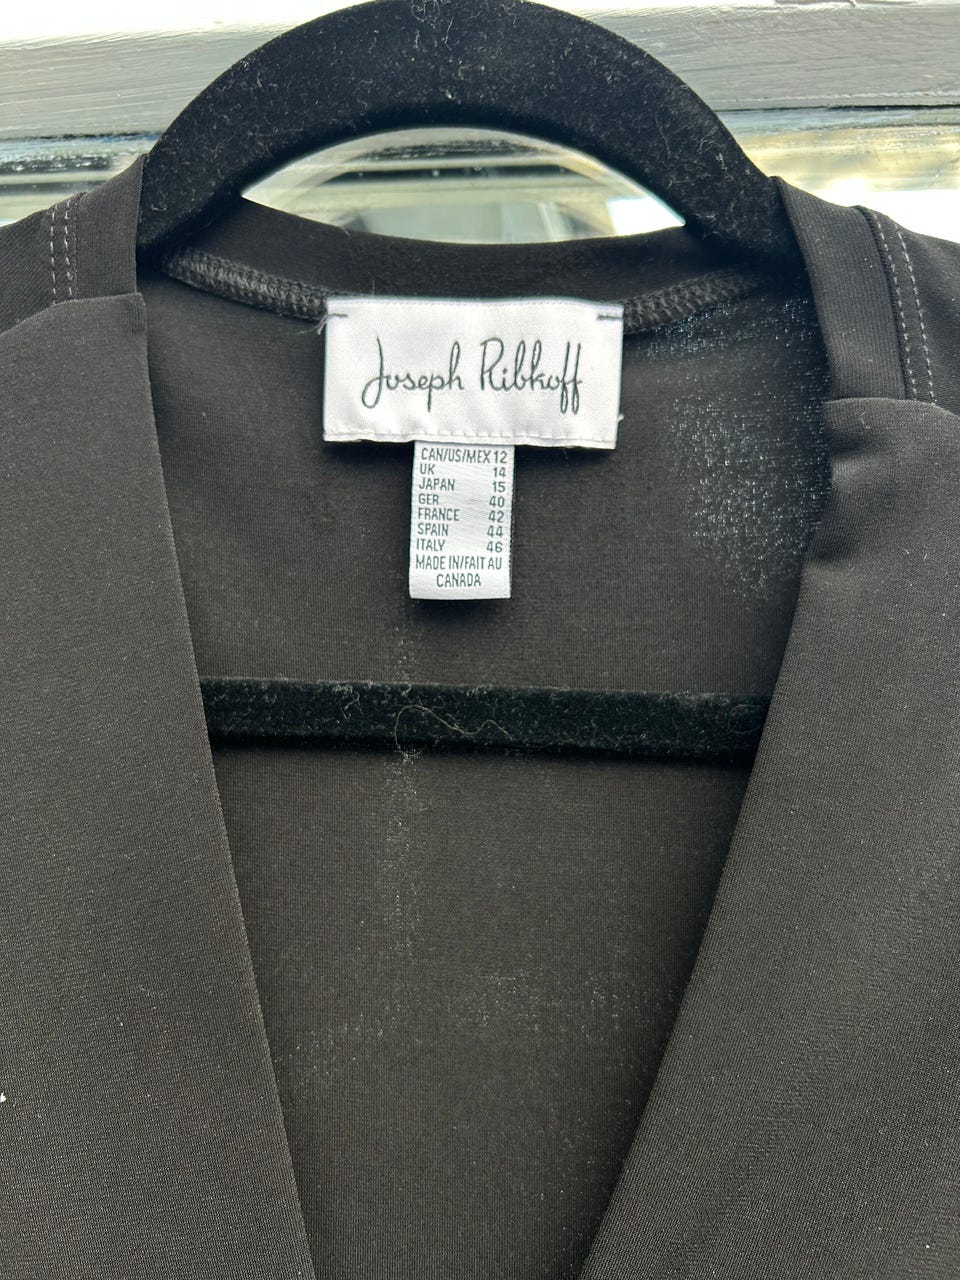 Joseph Ribkoff
CAN/US/MEX 12
UK 14
JAPAN 15
GER 40
FRANCE 42
SPAIN 44
ITALY 46
MADE IN/FAIT AU
CANADA